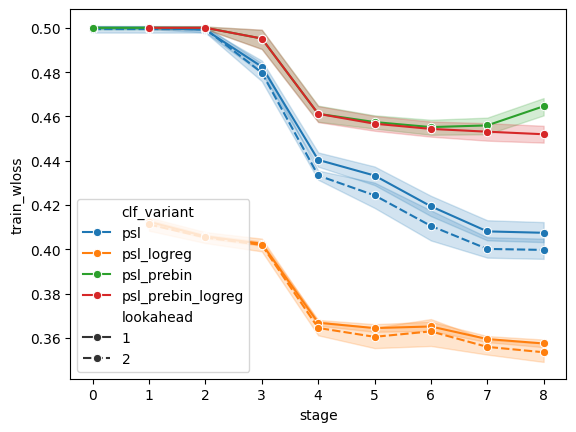 0.50
0.48
0.46
0.44
0.42
0.40
0.38
0.36
train_wloss
clf_variant
psl
psl_logreg
psl_prebin
psl_prebin_logreg
lookahead
1
2
0 1 2 3 4 5 6 7 8
stage